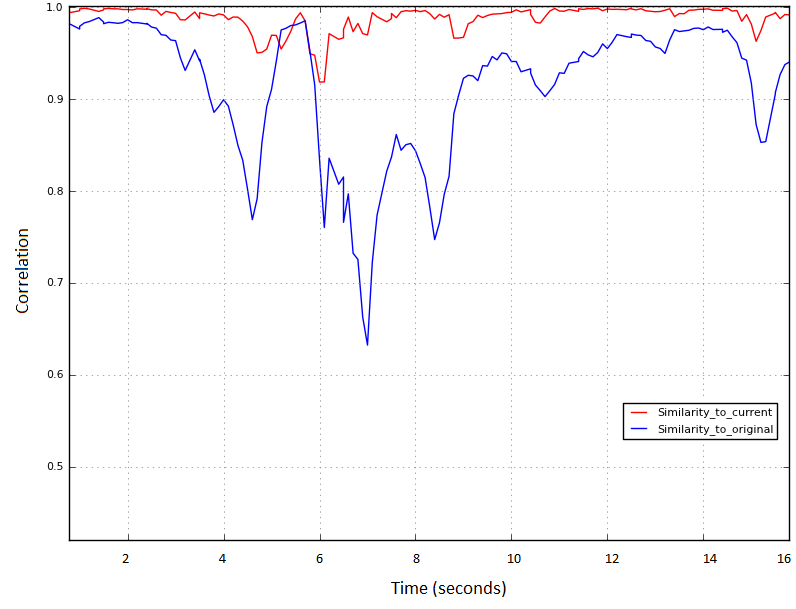 1.0
0.9
0.8
0.7
0.6
0.5
Correlation
Similarity_to_current
Similarity_to_original
2 4 6 8 10 12 14 16
Time (seconds)